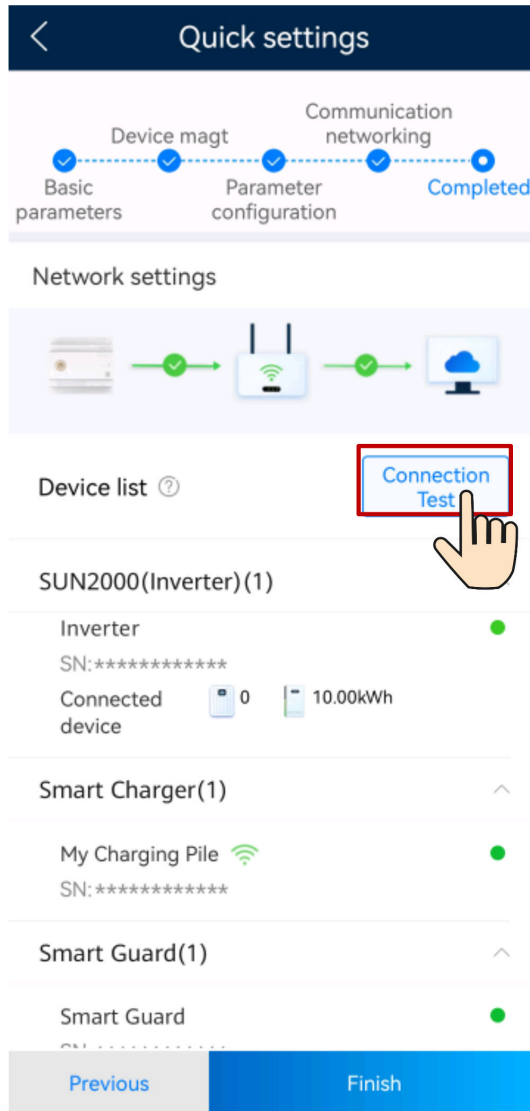 Quick settings
Communication
Device magt networking
Basic Parameter Completed
parameters configuration
Network settings
Device list ?
Connection
Test
SUN2000(Inverter)(1)
Inverter
SN:************
Connected 0 10.00kWh
device
Smart Charger(1)
My Charging Pile
SN:************
Smart Guard(1)
Smart Guard
Previous Finish